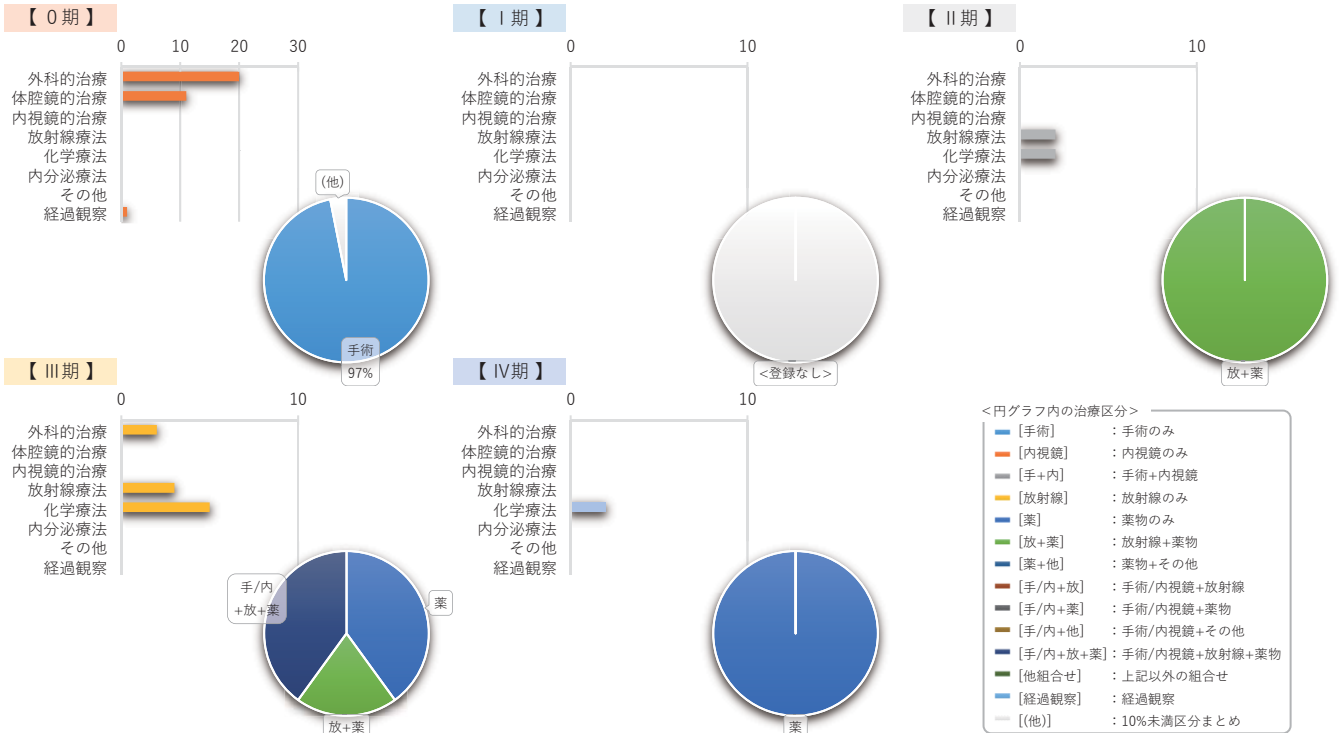 【 0期 】
0 10 20 30
外科的治療
体腔鏡的治療
内視鏡的治療
放射線療法
化学療法
内分泌療法
その他
経過観察
(他)
手術
97%
【 Ⅰ期 】
0 10
外科的治療
体腔鏡的治療
内視鏡的治療
放射線療法
化学療法
内分泌療法
その他
経過観察
<登録なし>
【 Ⅱ期 】
0 10
外科的治療
体腔鏡的治療
内視鏡的治療
放射線療法
化学療法
内分泌療法
その他
経過観察
放+薬
【 Ⅲ期 】
0 10
外科的治療
体腔鏡的治療
内視鏡的治療
放射線療法
化学療法
内分泌療法
その他
経過観察
手/内
+放+薬
薬
放+薬
【 Ⅳ期 】
0 10
外科的治療
体腔鏡的治療
内視鏡的治療
放射線療法
化学療法
内分泌療法
その他
経過観察
薬
<円グラフ内の治療区分>
[手術] ：手術のみ
[内視鏡] ：内視鏡のみ
[手+内] ：手術+内視鏡
[放射線] ：放射線のみ
[薬] ：薬物のみ
[放+薬] ：放射線+薬物
[薬+他] ：薬物+その他
[手/内+放] ：手術/内視鏡+放射線
[手/内+薬] ：手術/内視鏡+薬物
[手/内+他] ：手術/内視鏡+その他
[手/内+放+薬]：手術/内視鏡+放射線+薬物
[他組合せ] ：上記以外の組合せ
[経過観察] ：経過観察
[(他)] ：10%未満区分まとめ